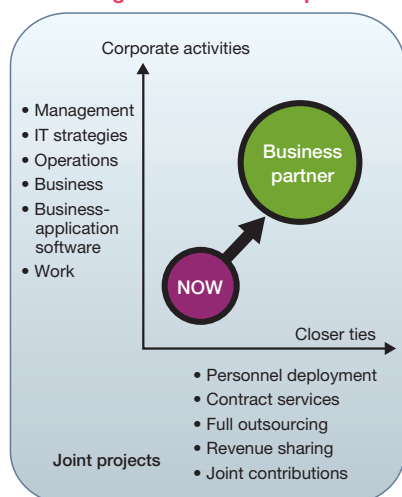 Corporate activities
• Management
• IT strategies
• Operations
• Business
• Business-
application
software
• Work
Business
partner
NOW
Closer ties
• Personnel deployment
• Contract services
• Full outsourcing
• Revenue sharing
• Joint contributions
Joint projects